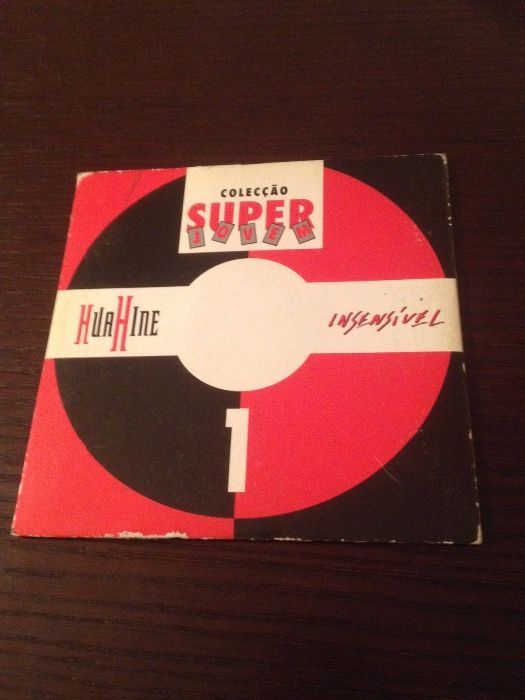 COLECÇÃO
SUPER
JOVEM
HUAHINE
INSENSÍVEL
1